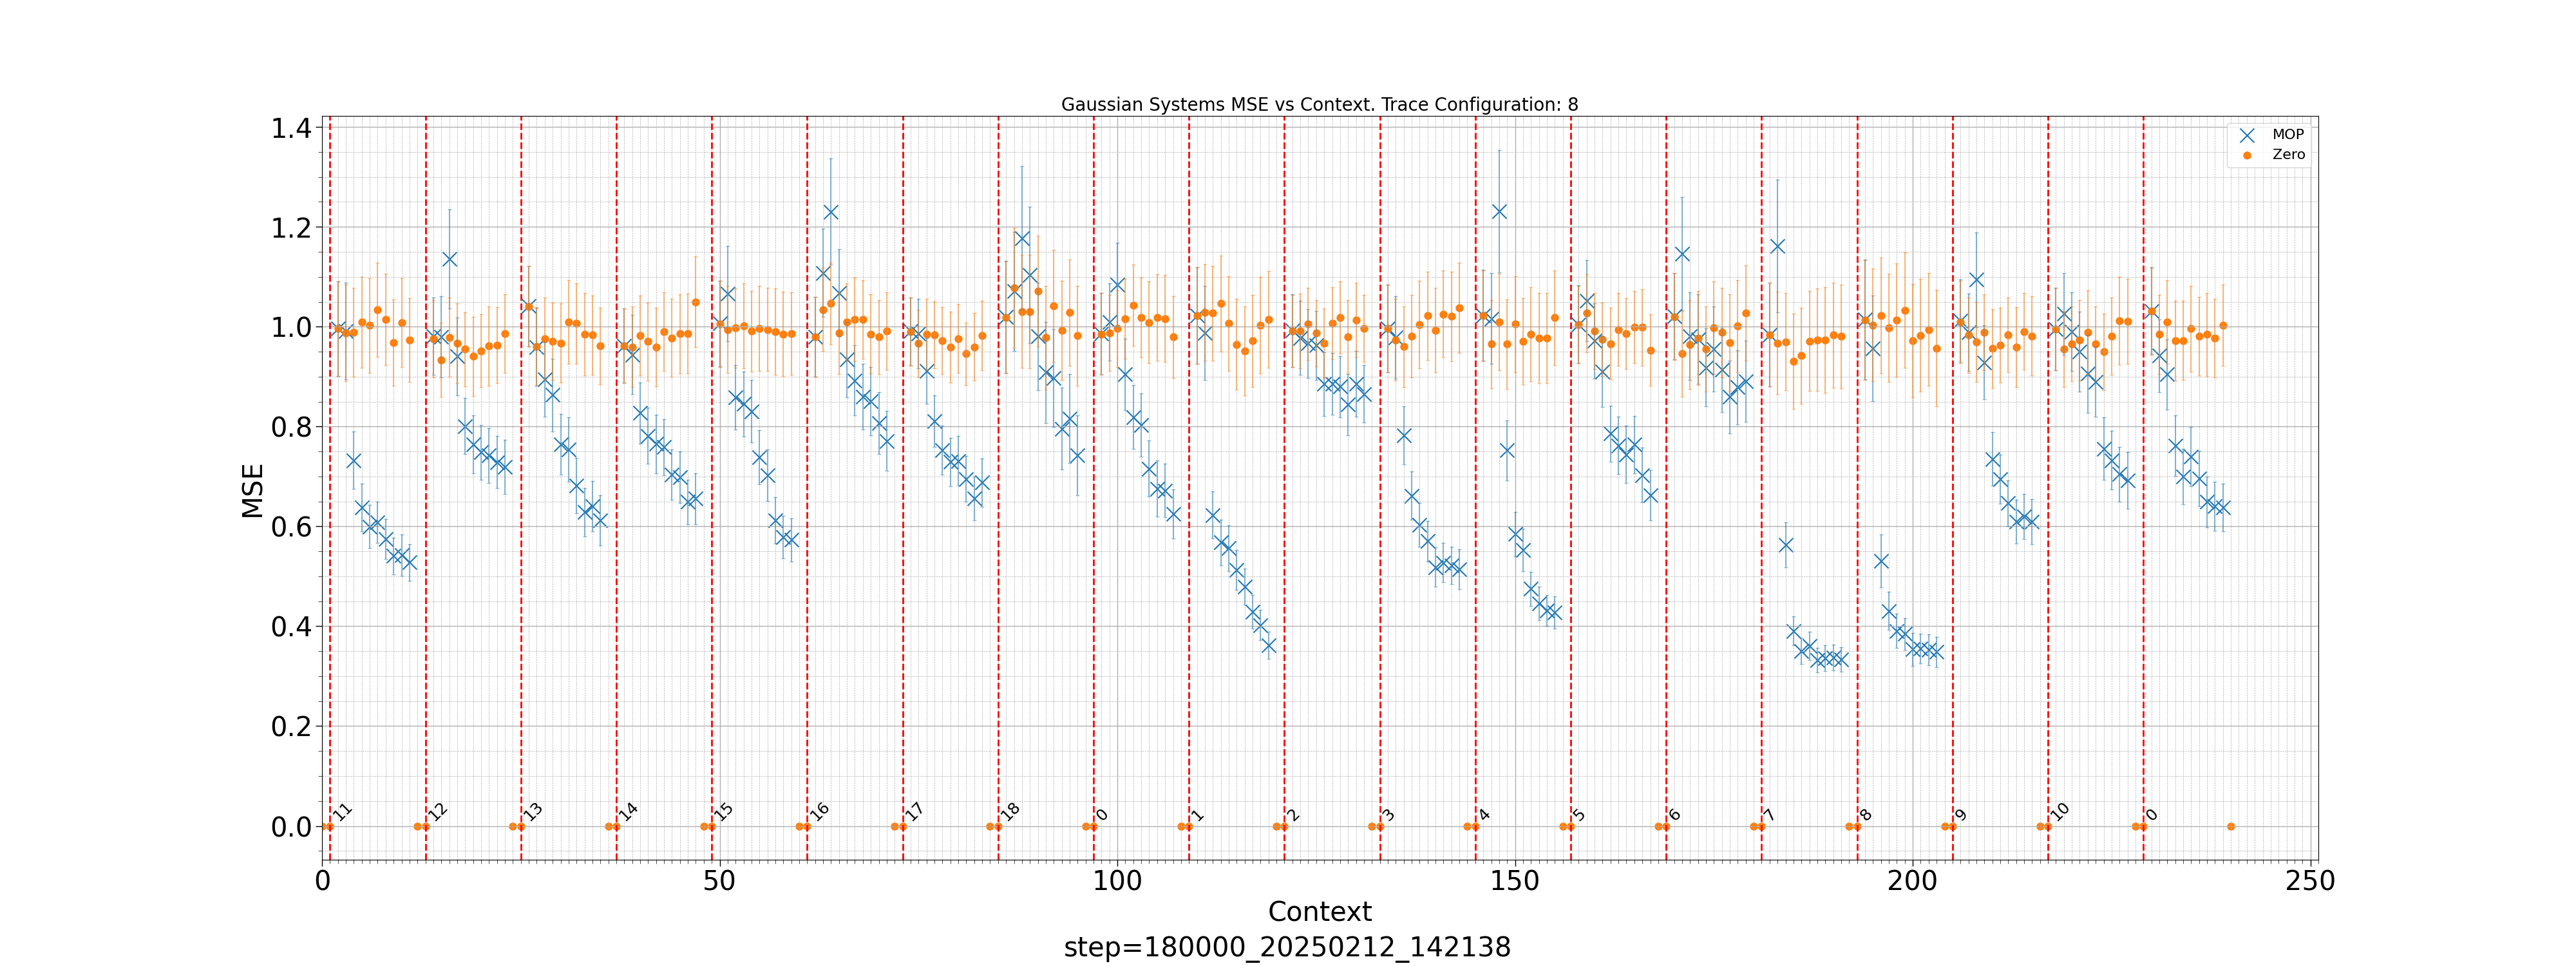 Gaussian Systems MSE vs Context. Trace Configuration: 8
MOP
Zero
MSE
1.4
1.2
1.0
0.8
0.6
0.4
0.2
0.0
11 12 13 14 15 16 17 18 0 1 2 3 4 5 6 7 8 9 10 0
0 50 100 150 200 250
Context
step=180000_20250212_142138